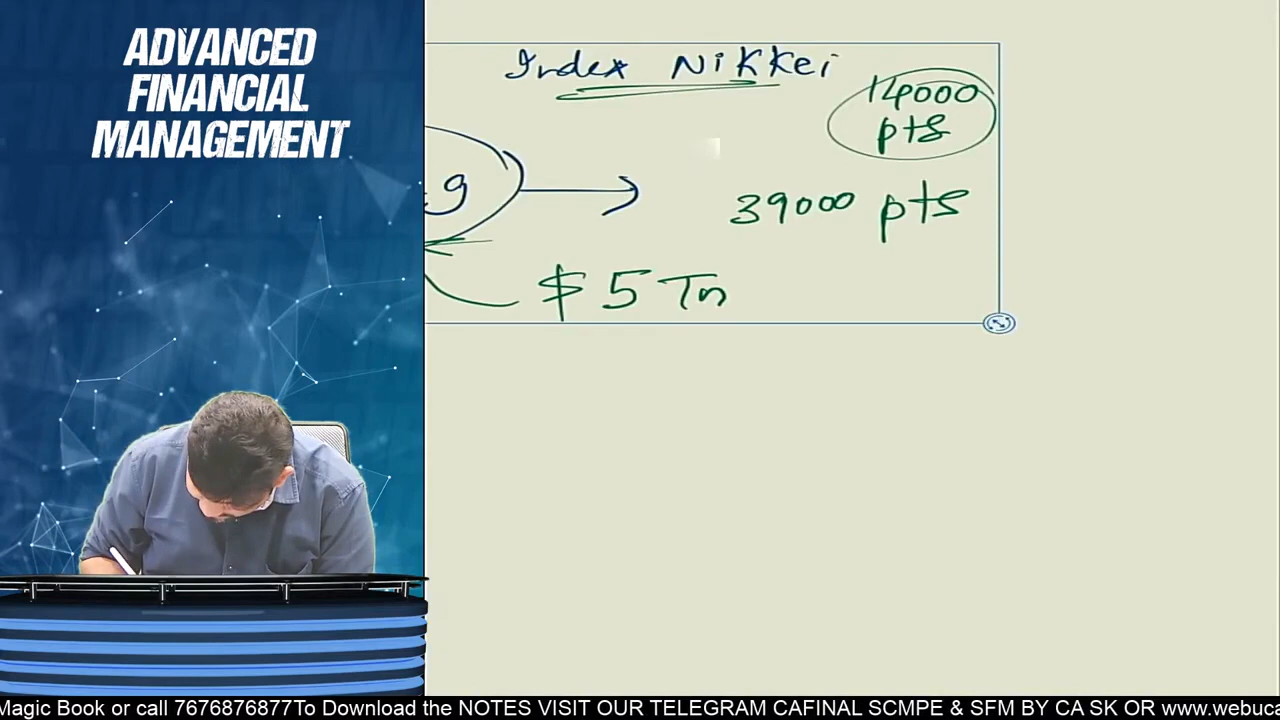 ADVANCED
FINANCIAL
MANAGEMENT
Index Nikkei
14000
pts
39000 pts
$ 5 Tn
Magic Book or call 7676876877To Download the NOTES VISIT OUR TELEGRAM CAFINAL SCMPE & SFM BY CA SK OR www.webuca